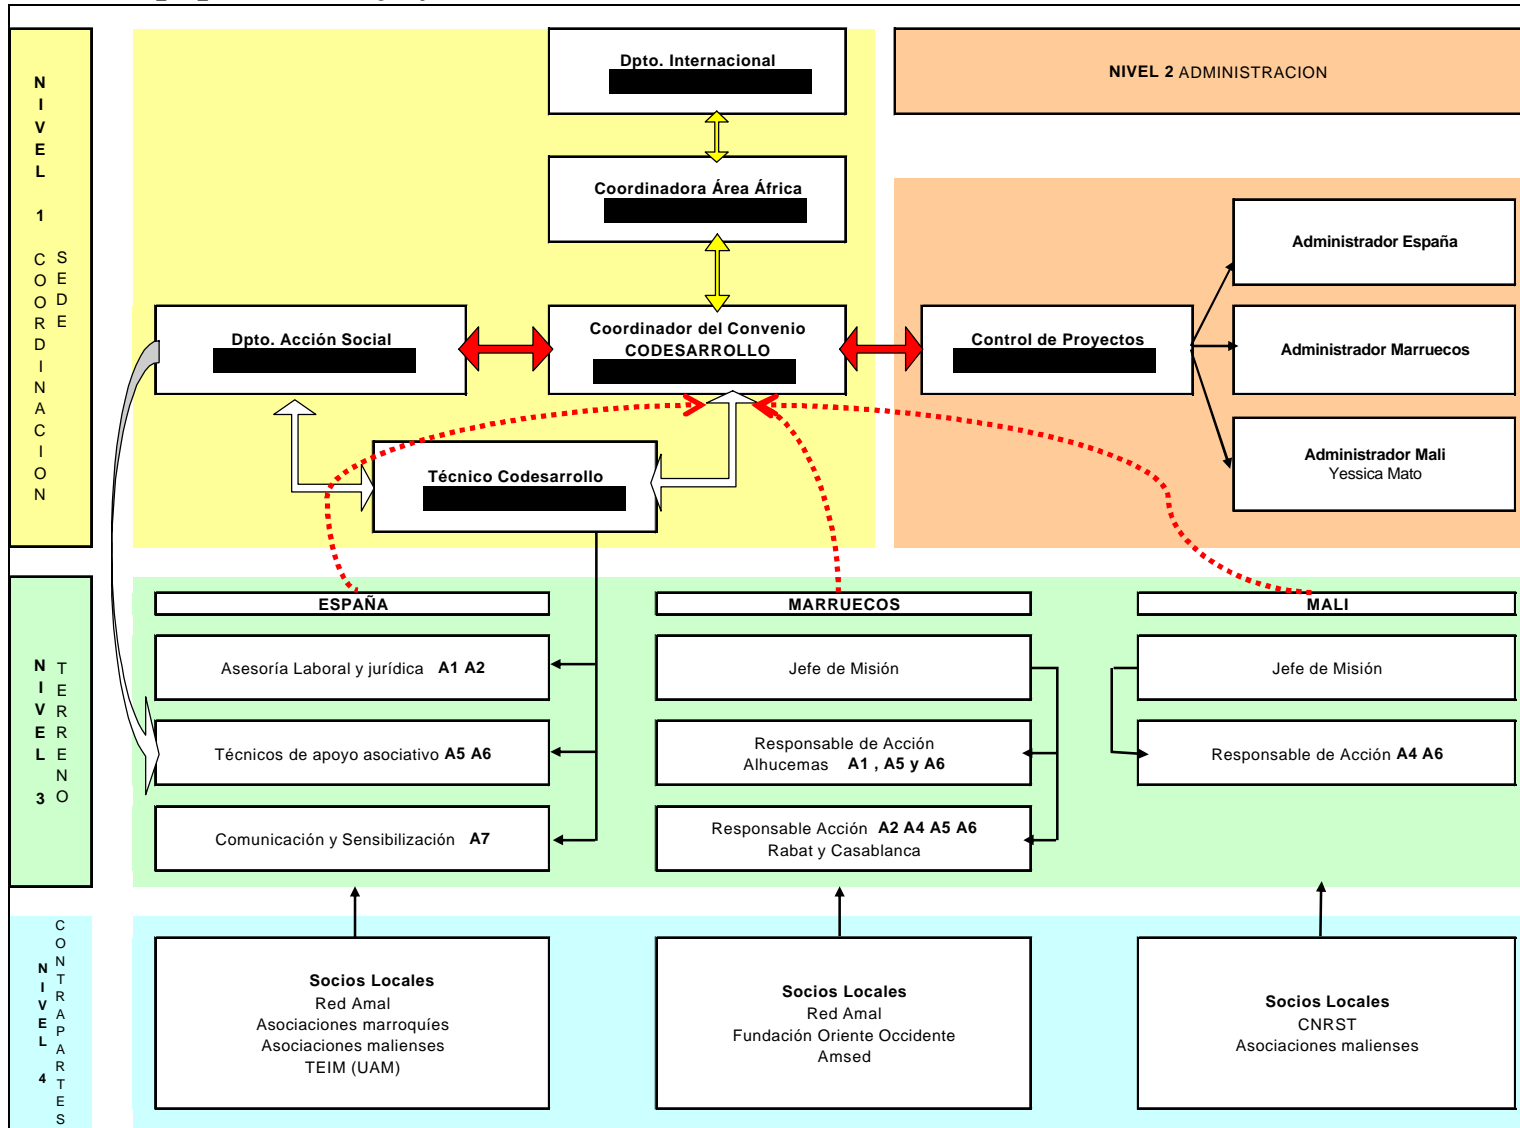 NIVEL 1
COORDINACION
SEDE
Dpto. Internacional
NIVEL 2 ADMINISTRACION
Coordinadora Área África
Administrador España
Dpto. Acción Social
Coordinador del Convenio
CODESARROLLO
Control de Proyectos
Administrador Marruecos
Técnico Codesarrollo
Administrador Mali
Yessica Mato
NIVEL 3
TERRENO
ESPAÑA
MARRUECOS
MALI
Asesoría Laboral y jurídica A1 A2
Jefe de Misión
Jefe de Misión
Técnicos de apoyo asociativo A5 A6
Responsable de Acción
Alhucemas A1 , A5 y A6
Responsable de Acción A4 A6
Comunicación y Sensibilización A7
Responsable Acción A2 A4 A5 A6
Rabat y Casablanca
NIVEL 4
CONTRAPARTES
Socios Locales
Red Amal
Asociaciones marroquíes
Asociaciones malienses
TEIM (UAM)
Socios Locales
Red Amal
Fundación Oriente Occidente
Amsed
Socios Locales
CNRST
Asociaciones malienses